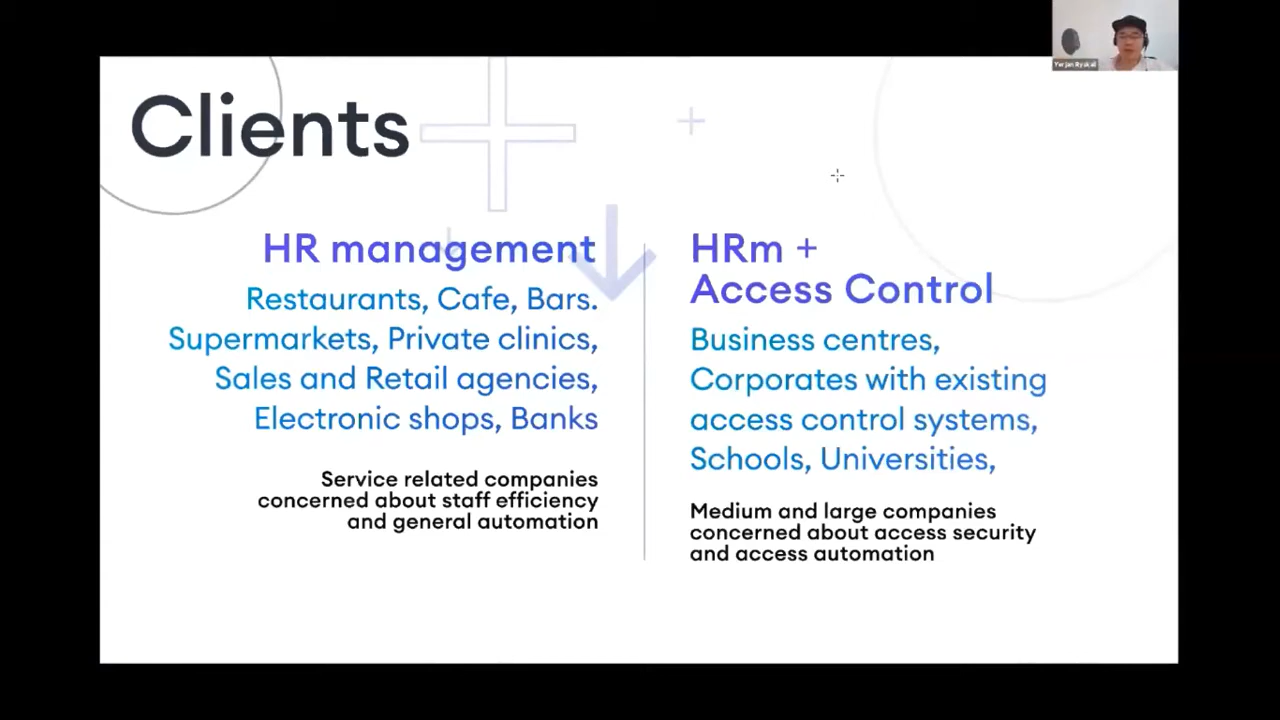 Clients
HR management
Restaurants, Cafe, Bars.
Supermarkets, Private clinics,
Sales and Retail agencies,
Electronic shops, Banks
Service related companies
concerned about staff efficiency
and general automation
HRm +
Access Control
Business centres,
Corporates with existing
access control systems,
Schools, Universities,
Medium and large companies
concerned about access security
and access automation